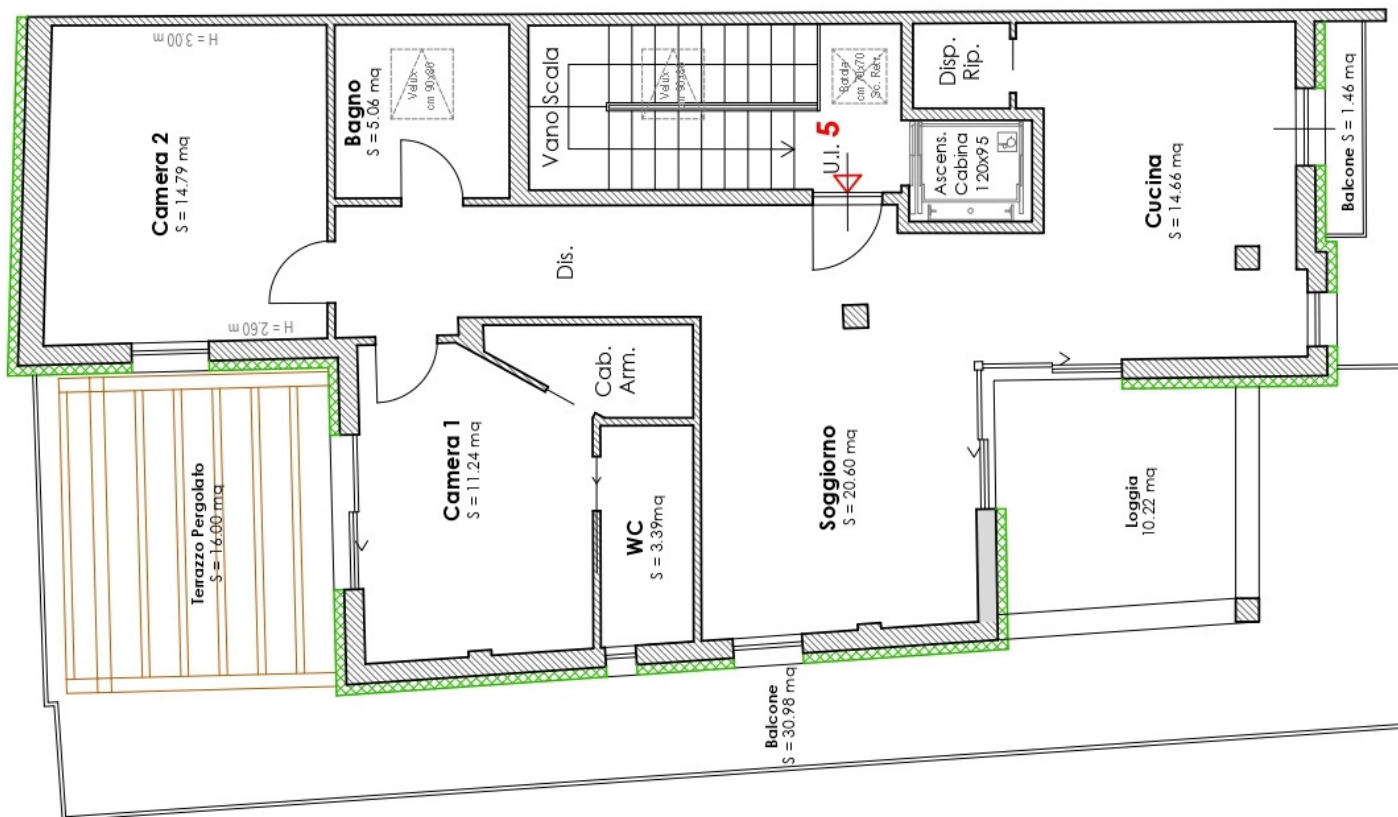 H = 3.00 m
Camera 2
S = 14.79 mq
H = 2.60 m
Bagno
S = 5.06 mq
Velux
cm 90x80
Vano Scala
Velux
Botola
cm 70x70
Sc. Retr.
U.I. 5
Disp.
Rip.
Ascens.
Cabina
120x95
Cucina
S = 14.66 mq
Balcone S = 1.46 mq
Dis.
Cab.
Arm.
Camera 1
S = 11.24 mq
WC
S = 3.39mq
Soggiorno
S = 20.60 mq
Loggia
10.22 mq
Terrazzo Pergolato
S = 16.00 mq
Balcone
S = 30.98 mq